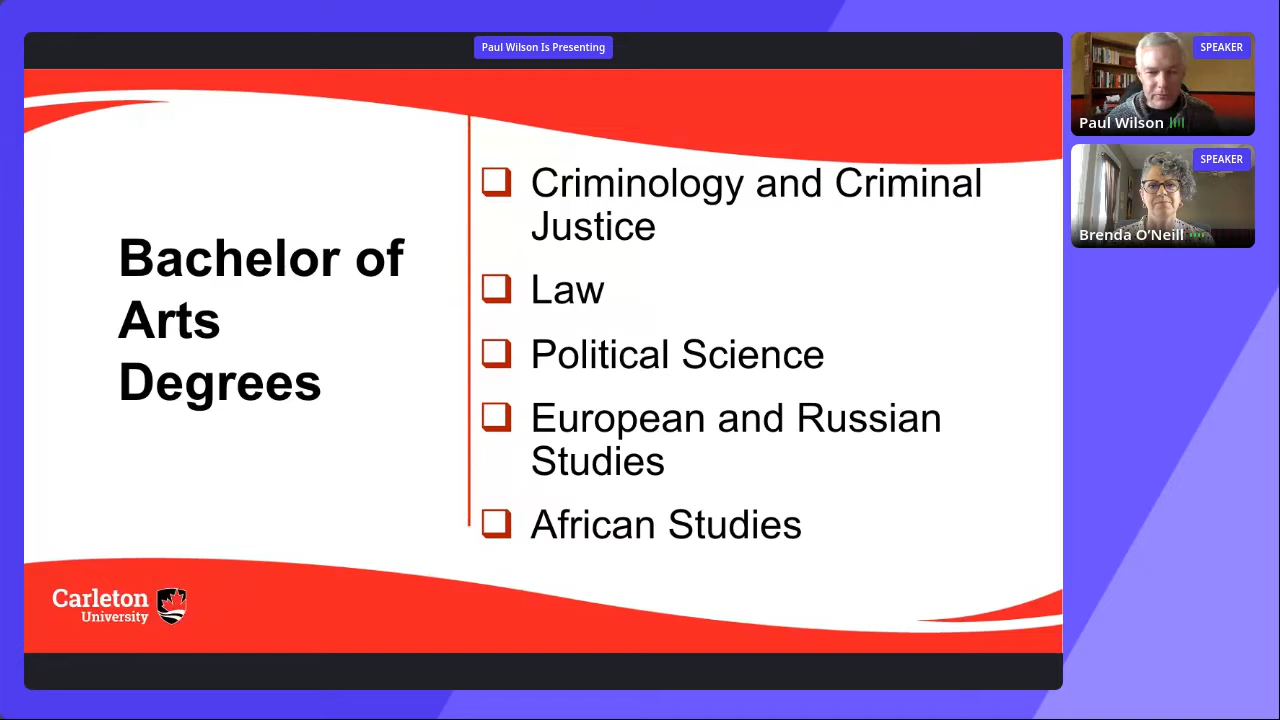 Paul Wilson Is Presenting
Bachelor of
Arts
Degrees
Criminology and Criminal
Justice
Law
Political Science
European and Russian
Studies
African Studies
Carleton
University
SPEAKER
Paul Wilson
SPEAKER
Brenda O'Neill